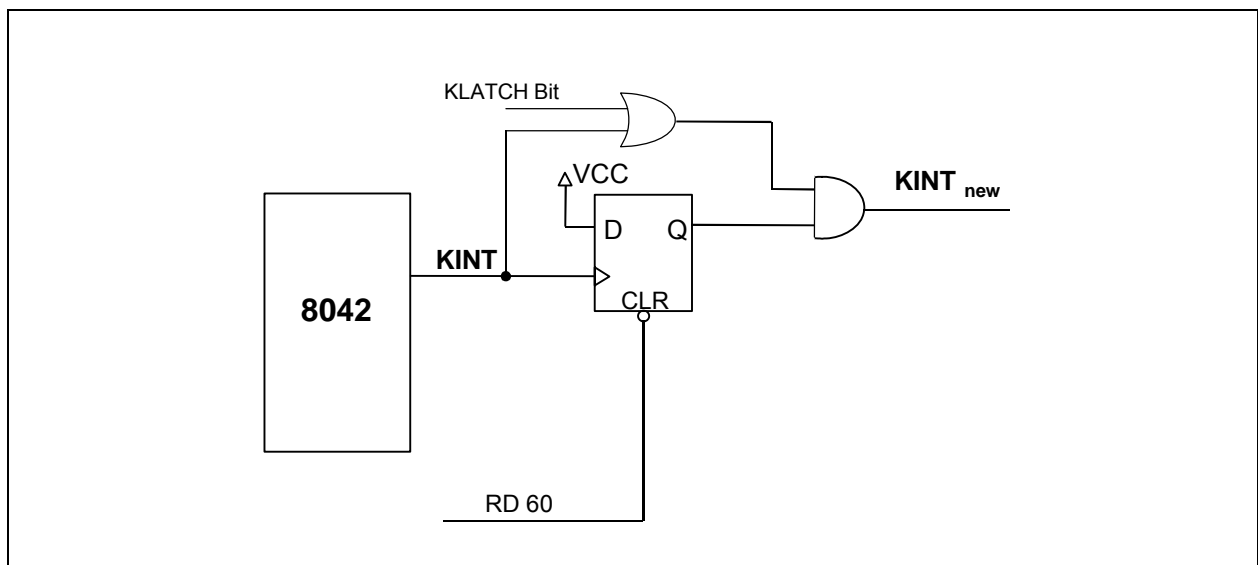 KLATCH Bit
VCC
KINT new
D
Q
KINT
CLR
8042
RD 60